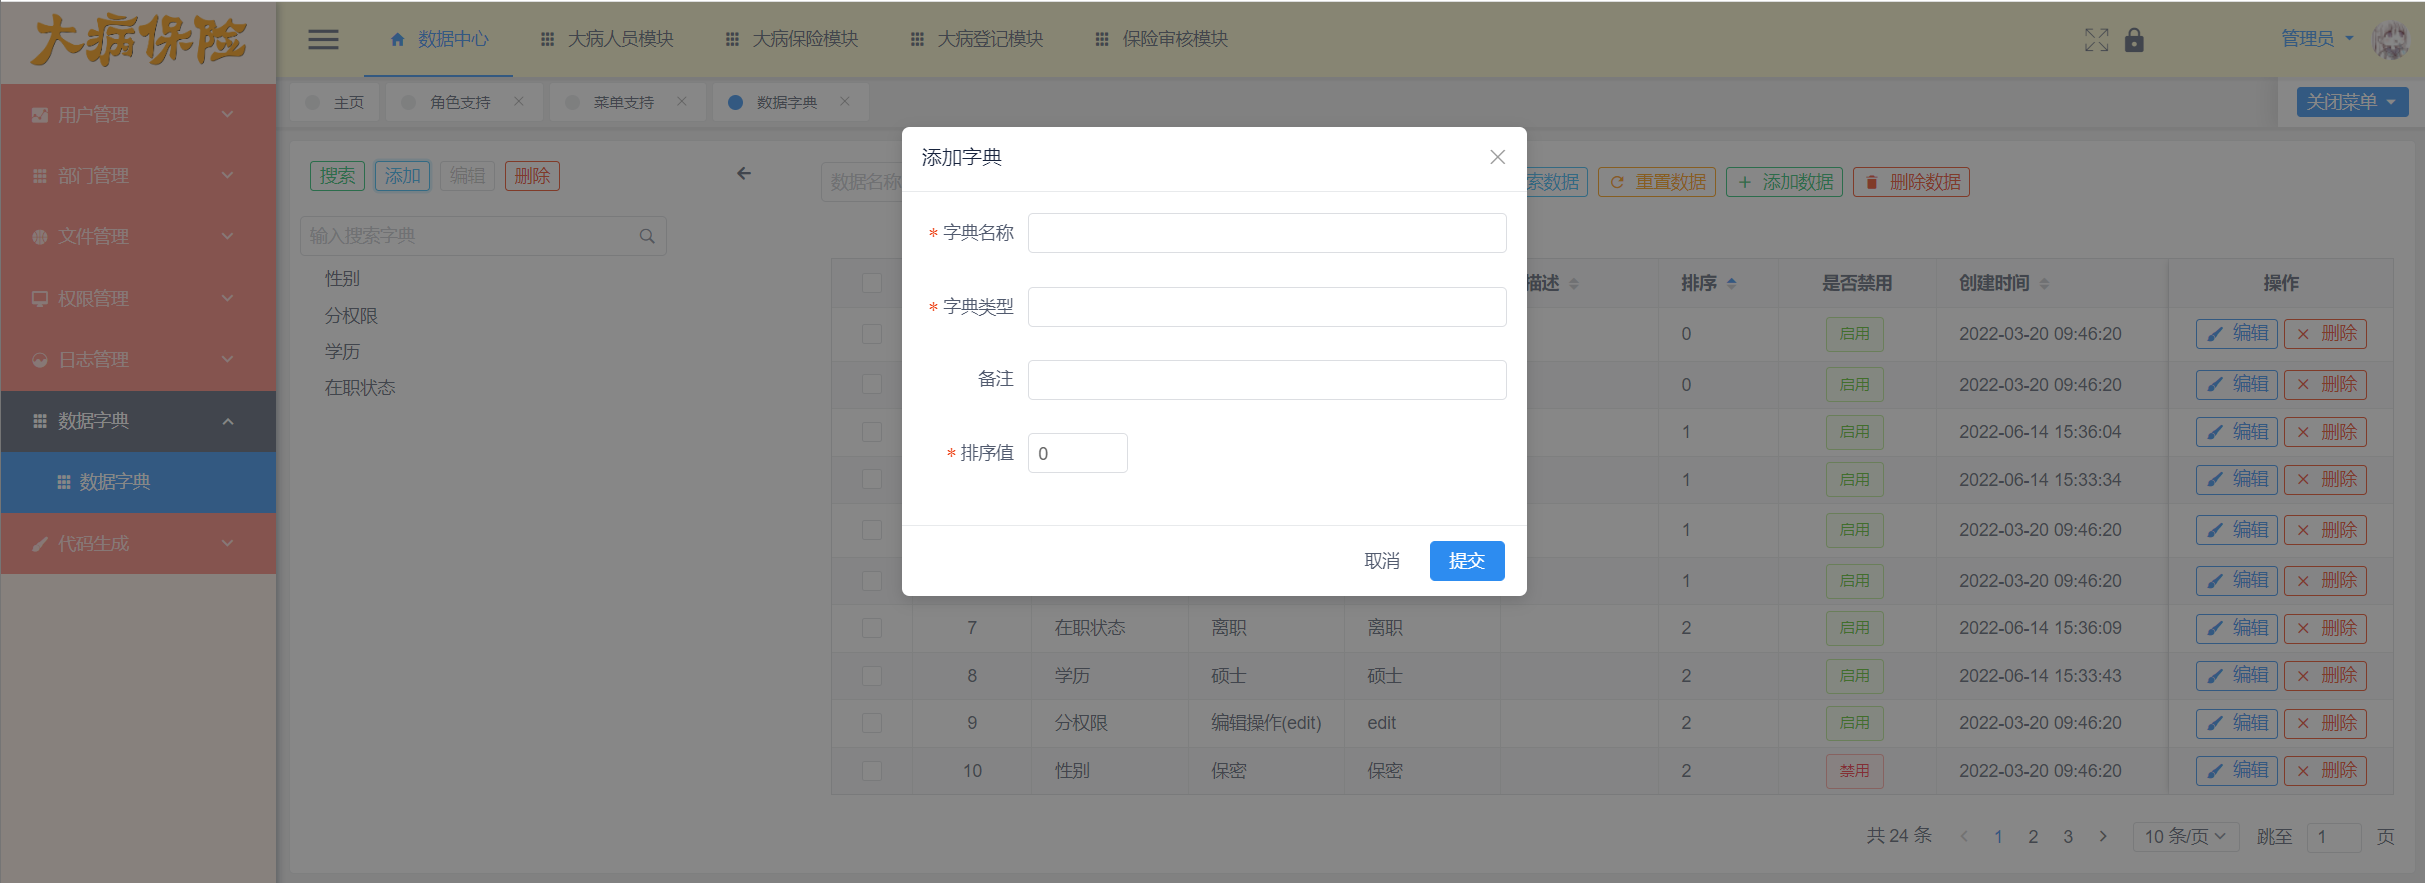 大病保险
数据中心 大病人员模块 大病保险模块 大病登记模块 保险审核模块 管理员
主页 角色支持 菜单支持 数据字典 关闭菜单
用户管理
部门管理
文件管理
权限管理
日志管理
数据字典
数据字典
代码生成
搜索 添加 编辑 删除
输入搜索字典
性别
分权限
学历
在职状态
数据名称 索数据 重置数据 添加数据 删除数据
添加字典
* 字典名称
* 字典类型
备注
* 排序值 0
取消 提交
描述 排序 是否禁用 创建时间 操作
0 启用 2022-03-20 09:46:20 编辑 删除
0 启用 2022-03-20 09:46:20 编辑 删除
1 启用 2022-06-14 15:36:04 编辑 删除
1 启用 2022-06-14 15:33:34 编辑 删除
1 启用 2022-03-20 09:46:20 编辑 删除
1 启用 2022-03-20 09:46:20 编辑 删除
7 在职状态 离职 离职 2 启用 2022-06-14 15:36:09 编辑 删除
8 学历 硕士 硕士 2 启用 2022-06-14 15:33:43 编辑 删除
9 分权限 编辑操作(edit) edit 2 启用 2022-03-20 09:46:20 编辑 删除
10 性别 保密 保密 2 禁用 2022-03-20 09:46:20 编辑 删除
共 24 条 1 2 3 10 条/页 跳至 1 页